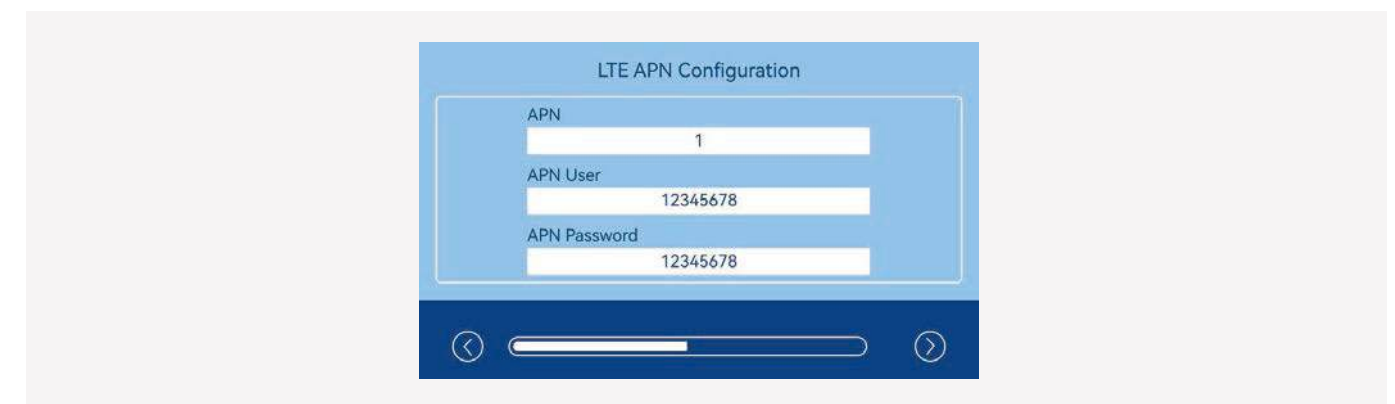 LTE APN Configuration
APN
1
APN User
12345678
APN Password
12345678